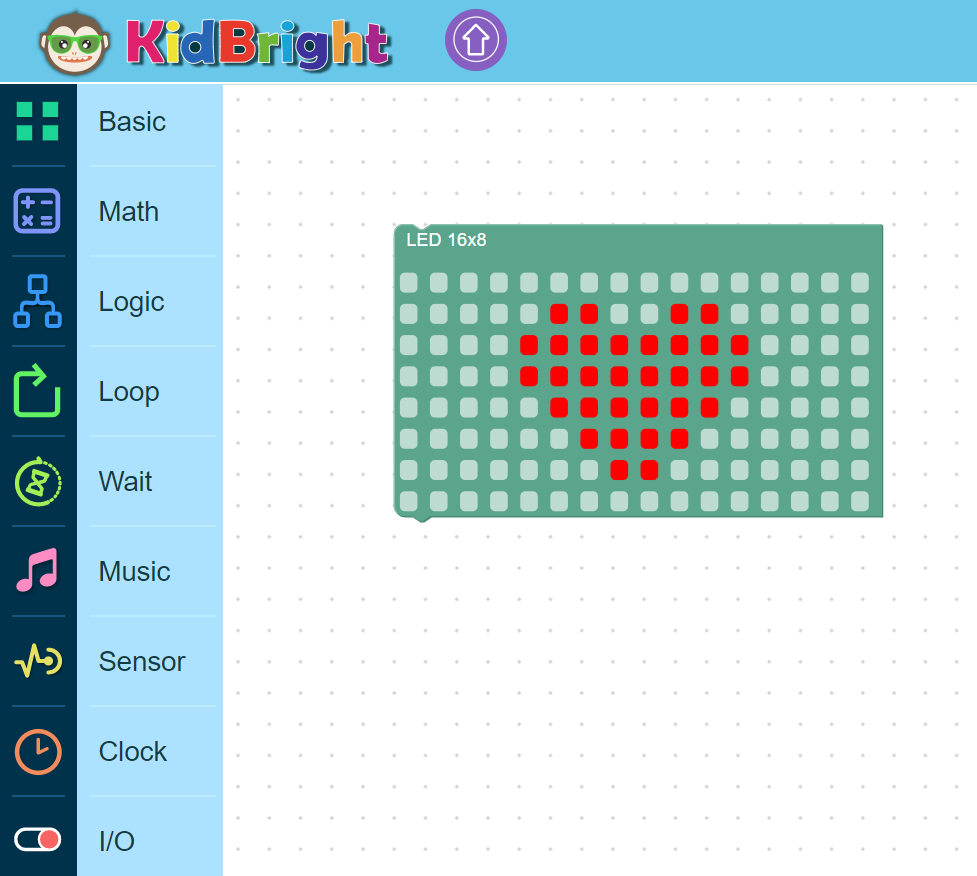 KidBright
Basic
Math
Logic
Loop
Wait
Music
Sensor
Clock
I/O
LED 16x8